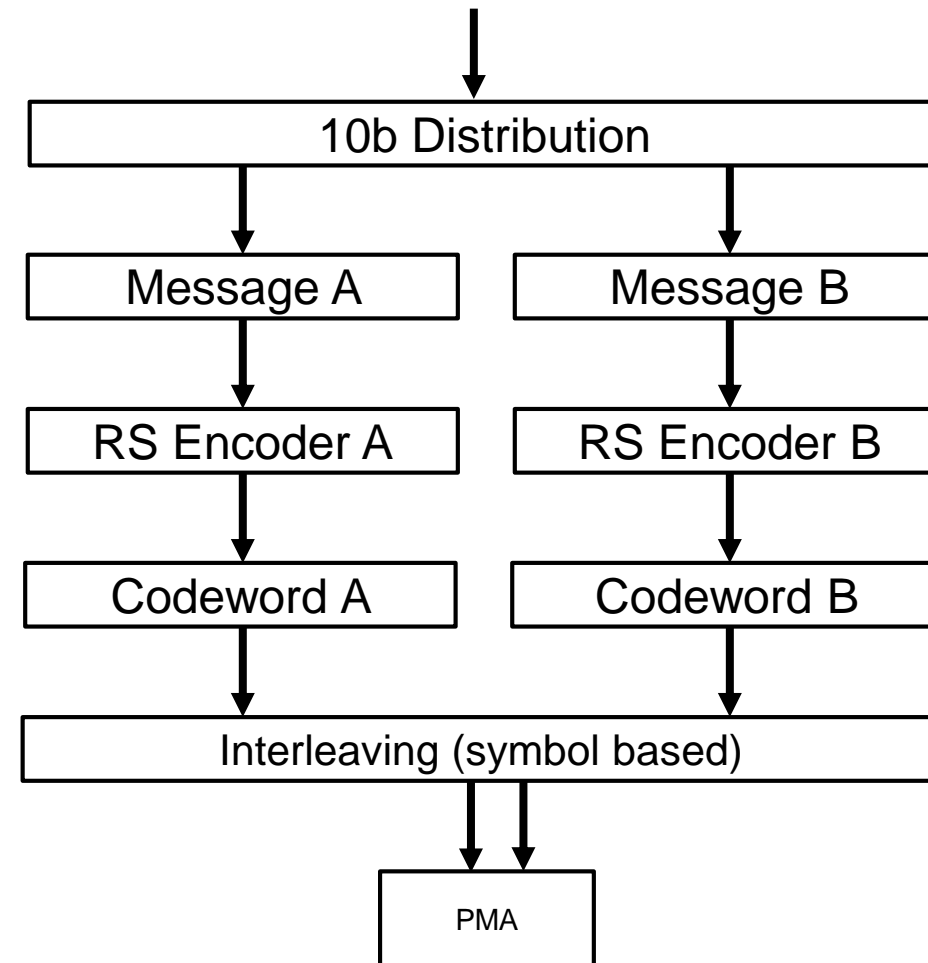 10b Distribution
Message A
Message B
RS Encoder A
RS Encoder B
Codeword A
Codeword B
Interleaving (symbol based)
PMA